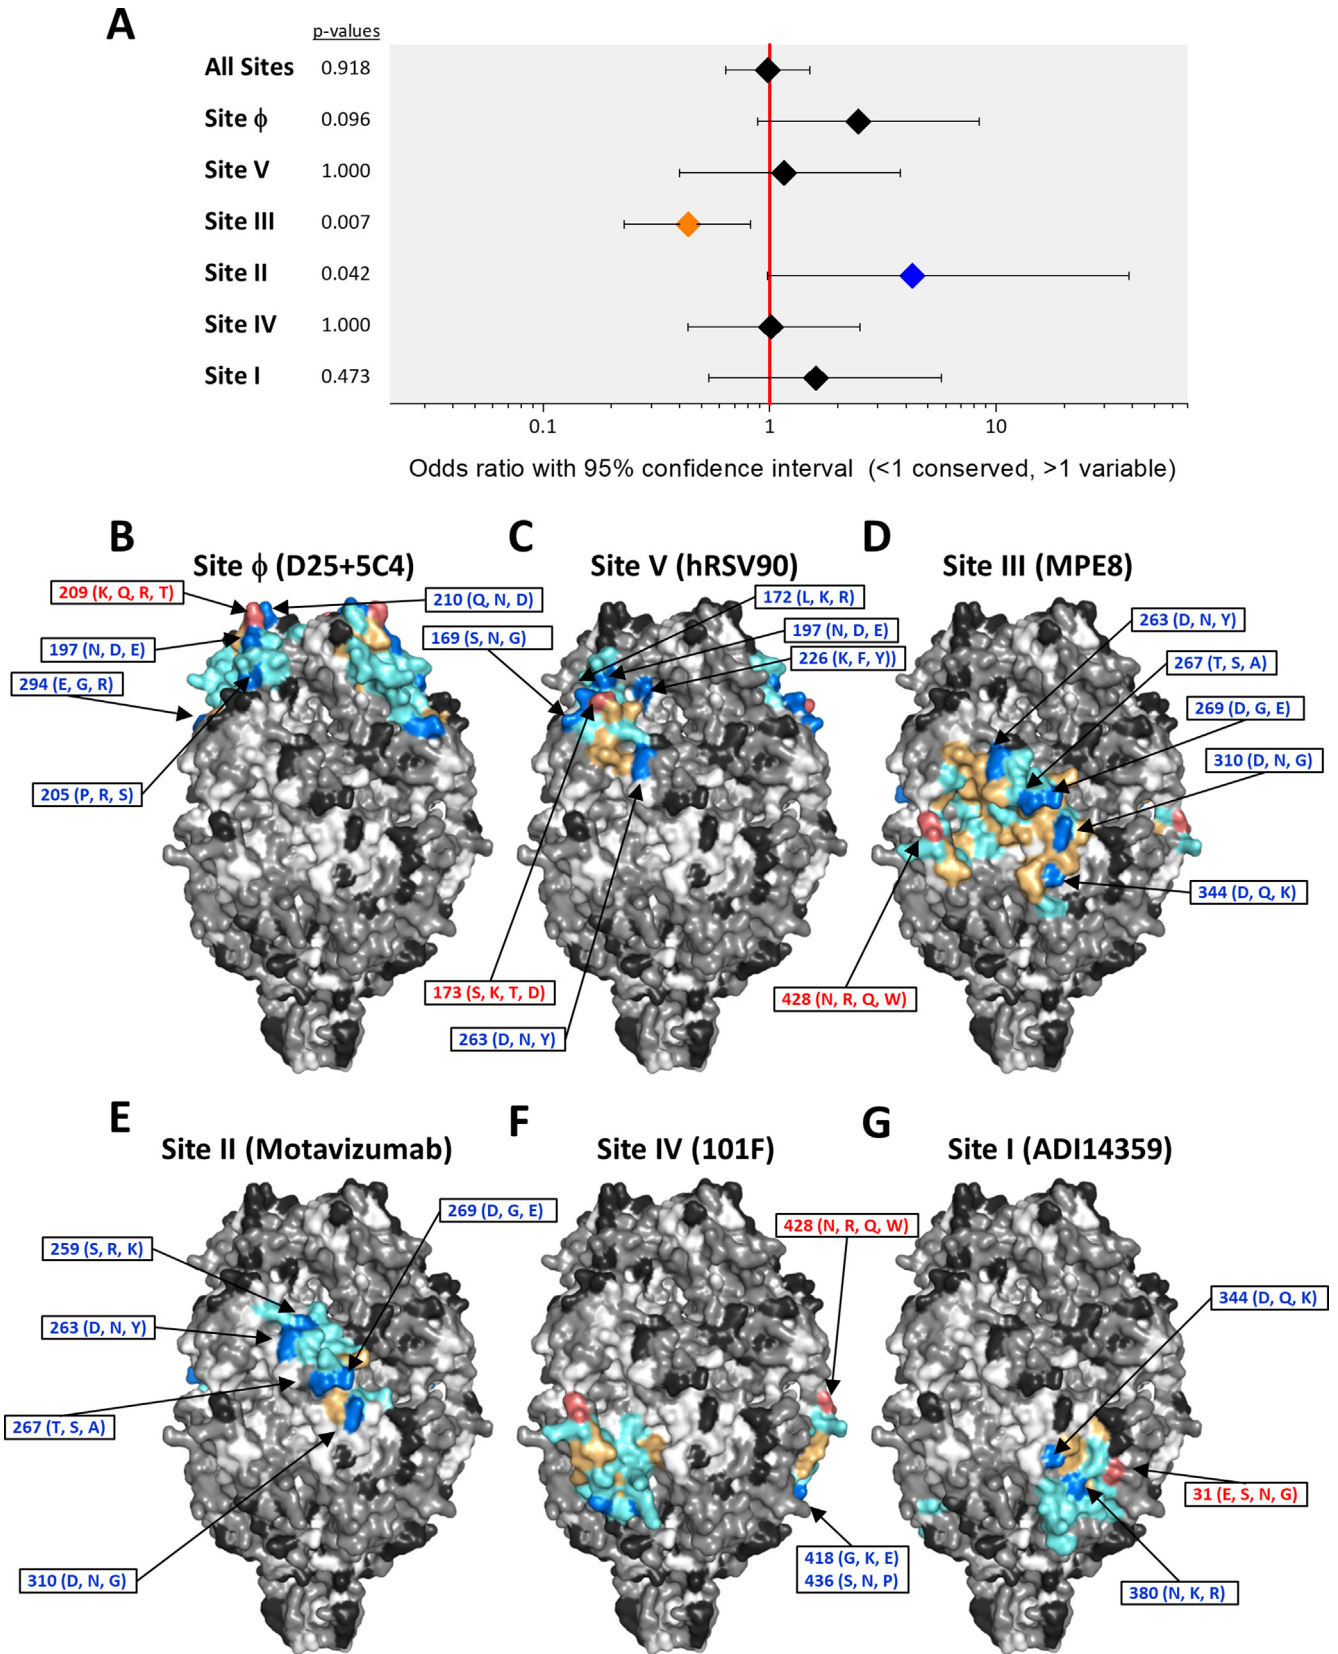 A
p-values
All Sites 0.918
Site ϕ 0.096
Site V 1.000
Site III 0.007
Site II 0.042
Site IV 1.000
Site I 0.473
0.1 1 10
Odds ratio with 95% confidence interval (<1 conserved, >1 variable)
B
Site ϕ (D25+5C4)
209 (K, Q, R, T)
210 (Q, N, D)
197 (N, D, E)
294 (E, G, R)
205 (P, R, S)
C
Site V (hRSV90)
172 (L, K, R)
197 (N, D, E)
169 (S, N, G)
226 (K, F, Y))
173 (S, K, T, D)
263 (D, N, Y)
D
Site III (MPE8)
263 (D, N, Y)
267 (T, S, A)
269 (D, G, E)
310 (D, N, G)
344 (D, Q, K)
428 (N, R, Q, W)
E
Site II (Motavizumab)
269 (D, G, E)
259 (S, R, K)
263 (D, N, Y)
267 (T, S, A)
310 (D, N, G)
F
Site IV (101F)
428 (N, R, Q, W)
418 (G, K, E)
436 (S, N, P)
G
Site I (ADI14359)
344 (D, Q, K)
31 (E, S, N, G)
380 (N, K, R)